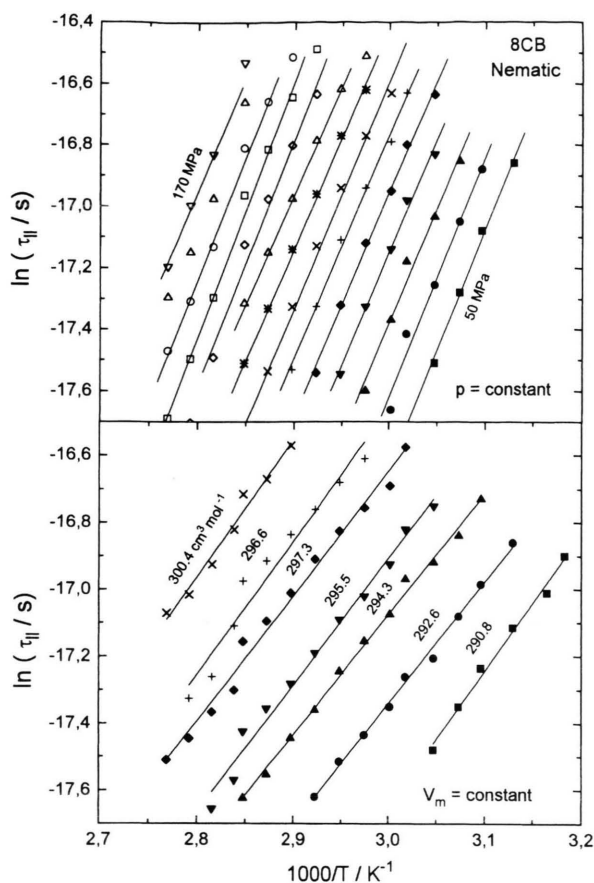 -16,4
-16,6
-16,8
-17,0
-17,2
-17,4
-17,6
ln ( τ|| / s )
8CB
Nematic
170 MPa
50 MPa
p = constant
-16,6
-16,8
-17,0
-17,2
-17,4
-17,6
ln ( τ|| / s )
300.4 cm³ mol⁻¹
296.6
297.3
295.5
294.3
292.6
290.8
Vm = constant
2,7 2,8 2,9 3,0 3,1 3,2
1000/T / K⁻¹